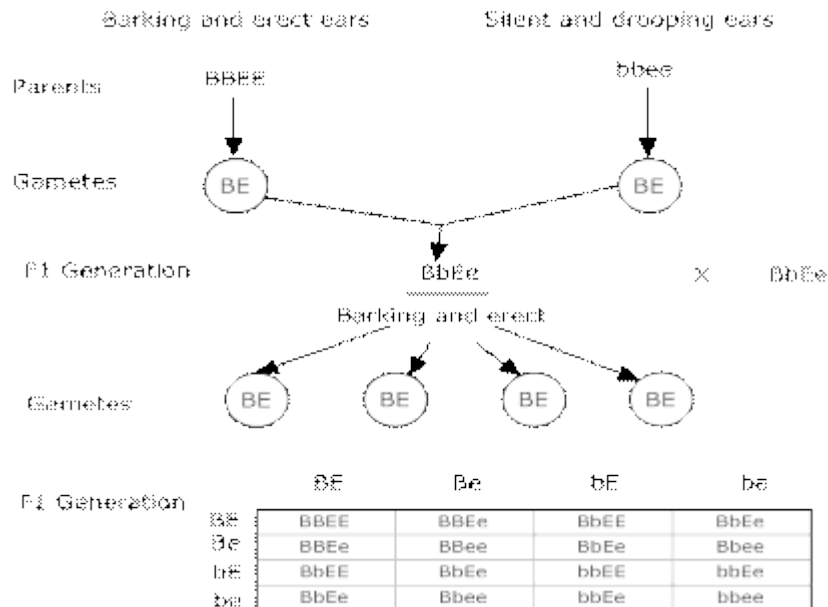 Barking and erect ears Silent and drooping ears
Parents BBEE bbee
Gametes BE BE
F1 Generation BbEe X BbEe
Barking and erect
Gametes BE BE BE BE
BE Be bE be
F1 Generation
BE BBEE BBEe BbEE BbEe
Be BBEe BBee BbEe Bbee
bE BbEE BbEe bbEE bbEe
be BbEe Bbee bbEe bbee